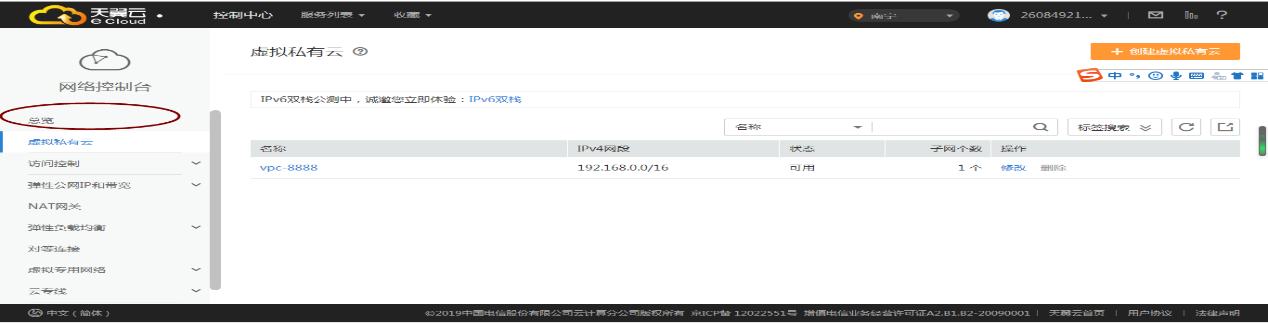 天翼云 e Cloud 控制中心 服务列表 收藏 南宁 26084921...
虚拟私有云
+ 创建虚拟私有云
网络控制台
中
IPv6双栈公测中，诚邀您立即体验：IPv6双栈
总览
虚拟私有云
访问控制
弹性公网IP和带宽
NAT网关
弹性负载均衡
对等连接
虚拟专用网络
云专线
名称
标签搜索
名称 IPv4网段 状态 子网个数 操作
vpc-8888 192.168.0.0/16 可用 1 个 修改 删除
中文（简体） ©2019中国电信股份有限公司云计算分公司版权所有 京ICP备 12022551号 增值电信业务经营许可证A2.B1.B2-20090001 | 天翼云首页 | 用户协议 | 法律声明